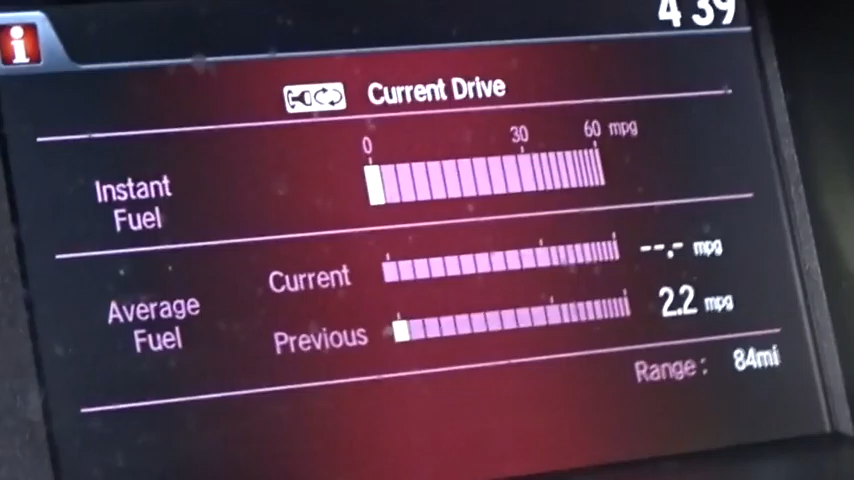 i
4 39
Current Drive
0 30 60 mpg
Instant
Fuel
Current --.- mpg
Average
Fuel
Previous 2.2 mpg
Range: 84mi